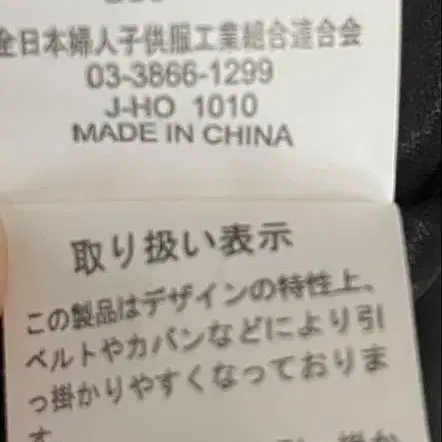 全日本婦人子供服工業組合連合会
03-3866-1299
J-HO 1010
MADE IN CHINA
取り扱い表示
この製品はデザインの特性上、
ベルトやカバンなどにより引
っ掛かりやすくなっておりま
す